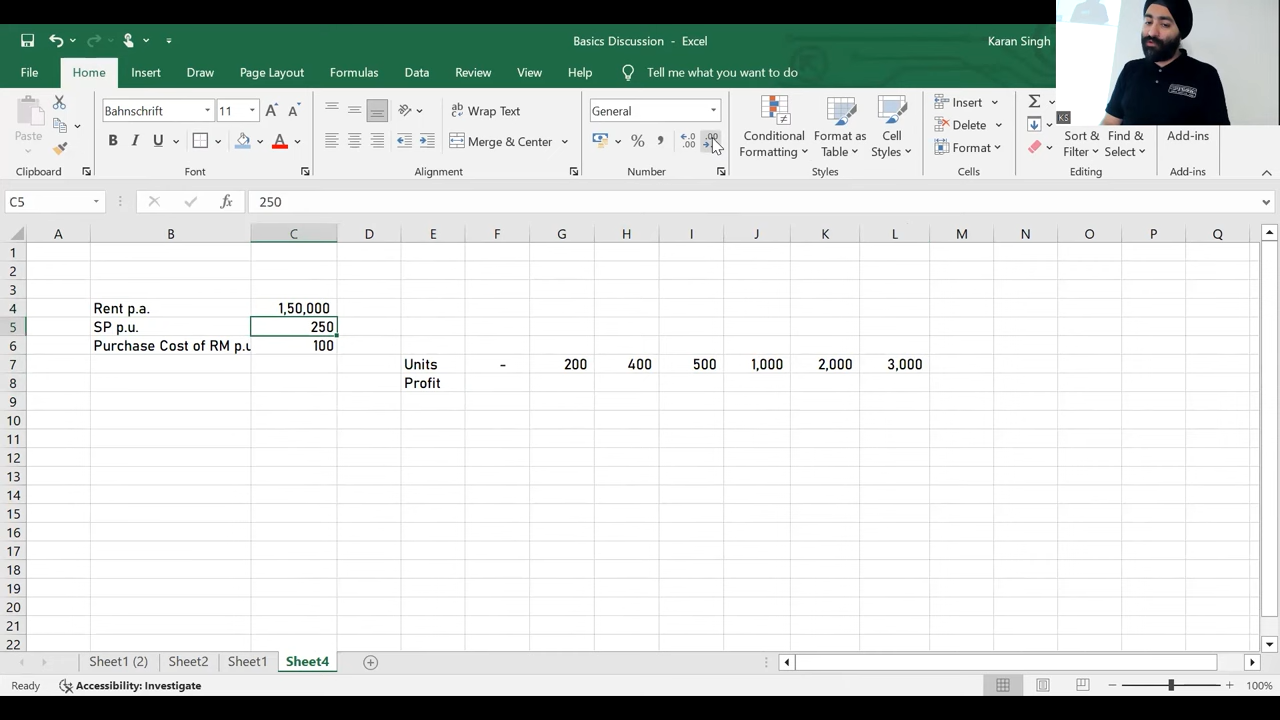 Basics Discussion - Excel
Karan Singh
File Home Insert Draw Page Layout Formulas Data Review View Help Tell me what you want to do
Paste
Clipboard
Bahnschrift 11
B I U
A A
A
Font
Wrap Text
Merge & Center
Alignment
General
% ,
Number
Conditional Formatting
Format as Table
Cell Styles
Styles
Insert
Delete
Format
Cells
Sort & Filter
Find & Select
Editing
Add-ins
Add-ins
KS
C5 fx 250
A B C D E F G H I J K L M N O P Q
1
2
3
4 Rent p.a. 1,50,000
5 SP p.u. 250
6 Purchase Cost of RM p.u 100
7 Units - 200 400 500 1,000 2,000 3,000
8 Profit
9
10
11
12
13
14
15
16
17
18
19
20
21
22
Sheet1 (2) Sheet2 Sheet1 Sheet4
Ready Accessibility: Investigate 100%